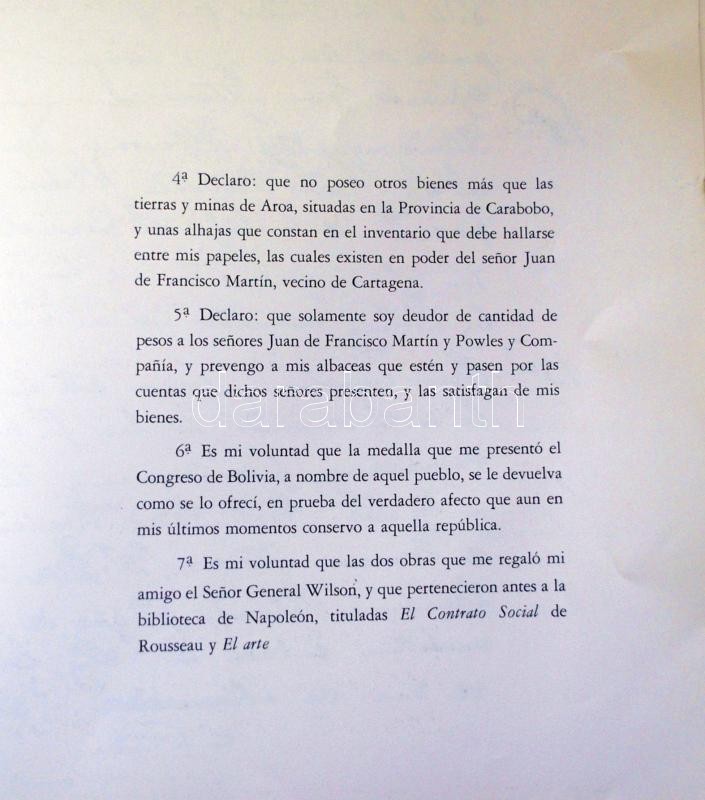 4ª Declaro: que no poseo otros bienes más que las
tierras y minas de Aroa, situadas en la Provincia de Carabobo,
y unas alhajas que constan en el inventario que debe hallarse
entre mis papeles, las cuales existen en poder del señor Juan
de Francisco Martín, vecino de Cartagena.
5ª Declaro: que solamente soy deudor de cantidad de
pesos a los señores Juan de Francisco Martín y Powles y Com-
pañía, y prevengo a mis albaceas que estén y pasen por las
cuentas que dichos señores presenten, y las satisfagan de mis
bienes.
darabanth
6ª Es mi voluntad que la medalla que me presentó el
Congreso de Bolivia, a nombre de aquel pueblo, se le devuelva
como se lo ofrecí, en prueba del verdadero afecto que aun en
mis últimos momentos conservo a aquella república.
7ª Es mi voluntad que las dos obras que me regaló mi
amigo el Señor General Wilson, y que pertenecieron antes a la
biblioteca de Napoleón, tituladas El Contrato Social de
Rousseau y El arte